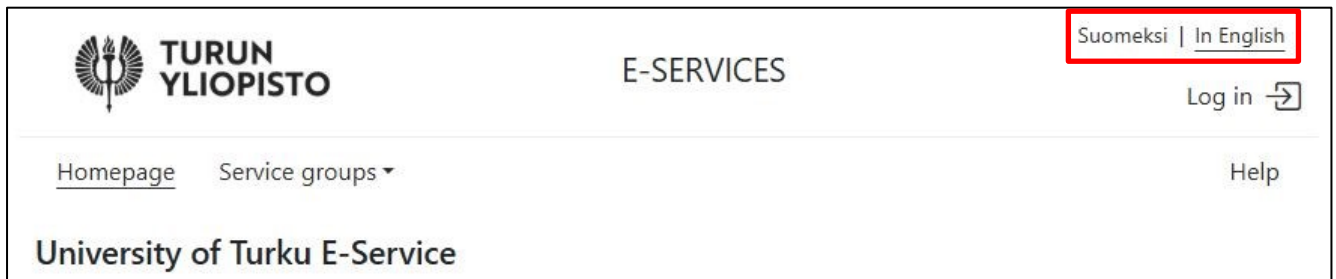 TURUN
YLIOPISTO
E-SERVICES
Suomeksi | In English
Log in
Homepage Service groups Help
University of Turku E-Service